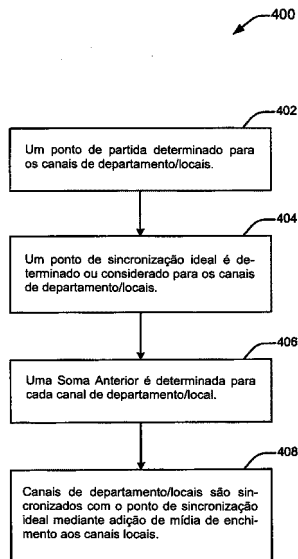 400
402
Um ponto de partida determinado para
os canais de departamento/locais.
404
Um ponto de sincronização ideal é de-
terminado ou considerado para os canais
de departamento/locais.
406
Uma Soma Anterior é determinada para
cada canal de departamento/local.
408
Canais de departamento/locais são sin-
cronizados com o ponto de sincronização
ideal mediante adição de mídia de enchi-
mento aos canais locais.